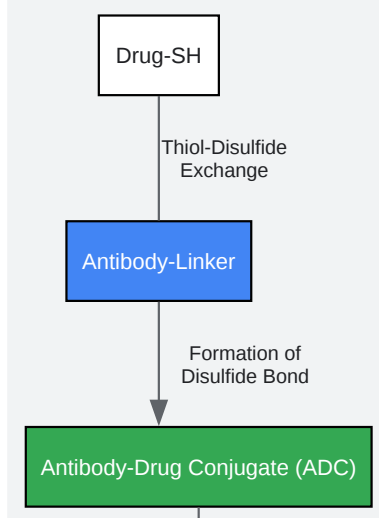 Drug-SH
Thiol-Disulfide
Exchange
Antibody-Linker
Formation of
Disulfide Bond
Antibody-Drug Conjugate (ADC)